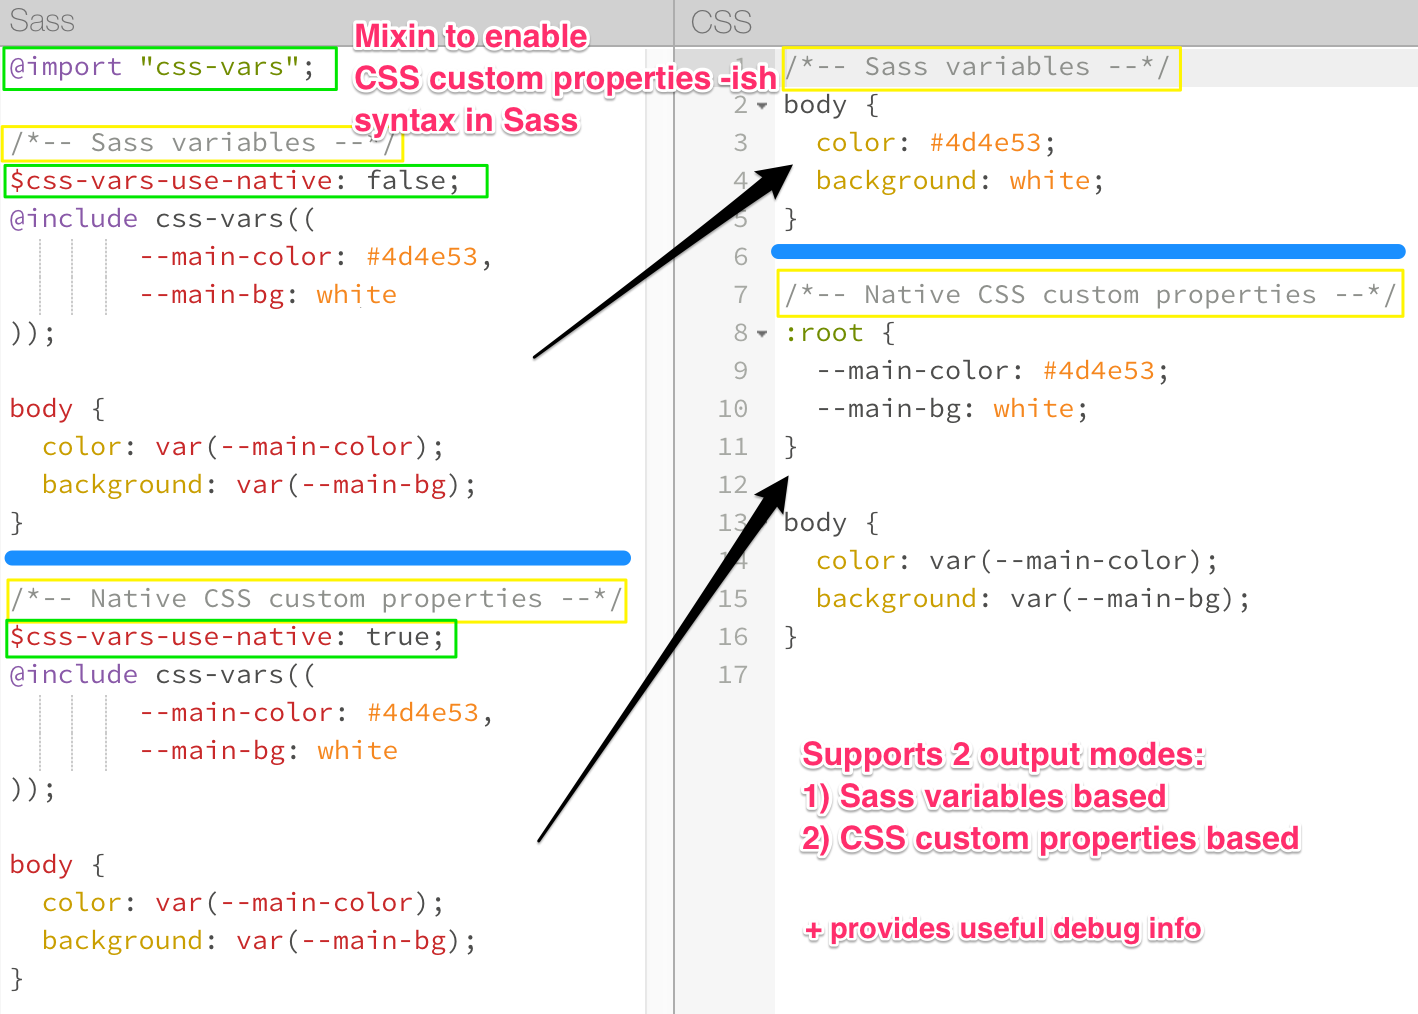 Sass
Mixin to enable
CSS custom properties -ish
syntax in Sass
@import "css-vars";
/*-- Sass variables --*/
$css-vars-use-native: false;
@include css-vars((
--main-color: #4d4e53,
--main-bg: white
));
body {
color: var(--main-color);
background: var(--main-bg);
}
/*-- Native CSS custom properties --*/
$css-vars-use-native: true;
@include css-vars((
--main-color: #4d4e53,
--main-bg: white
));
body {
color: var(--main-color);
background: var(--main-bg);
}
CSS
/*-- Sass variables --*/
2 body {
3 color: #4d4e53;
4 background: white;
5 }
6
7 /*-- Native CSS custom properties --*/
8 :root {
9 --main-color: #4d4e53;
10 --main-bg: white;
11 }
12
13 body {
14 color: var(--main-color);
15 background: var(--main-bg);
16 }
17
Supports 2 output modes:
1) Sass variables based
2) CSS custom properties based
+ provides useful debug info